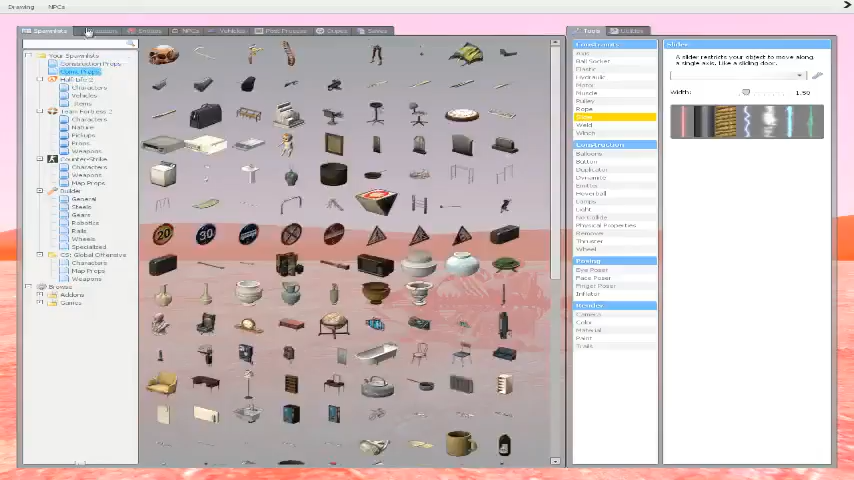 Drawing NPCs
Spawnlists Weapons Entities NPCs Vehicles Post Process Dupes Saves
Tools Utilities
Your Spawnlists
Construction Props
Comic Props
Half-Life 2
Characters
Vehicles
Items
Team Fortress 2
Characters
Nature
Pickups
Props
Weapons
Counter-Strike
Characters
Weapons
Map Props
Builder
General
Steels
Gears
Robotics
Rails
Wheels
Specialized
CS: Global Offensive
Characters
Map Props
Weapons
Browse
Addons
Games
20
30
Constraints
Axis
Ball Socket
Elastic
Hydraulic
Motor
Muscle
Pulley
Rope
Slider
Weld
Winch
Construction
Balloons
Button
Duplicator
Dynamite
Emitter
Hoverball
Lamps
Light
No Collide
Physical Properties
Remover
Thruster
Wheel
Posing
Eye Poser
Face Poser
Finger Poser
Inflator
Render
Camera
Color
Material
Paint
Trails
Slider
A slider restricts your object to move along
a single axis. Like a sliding door.
Width: 1.50